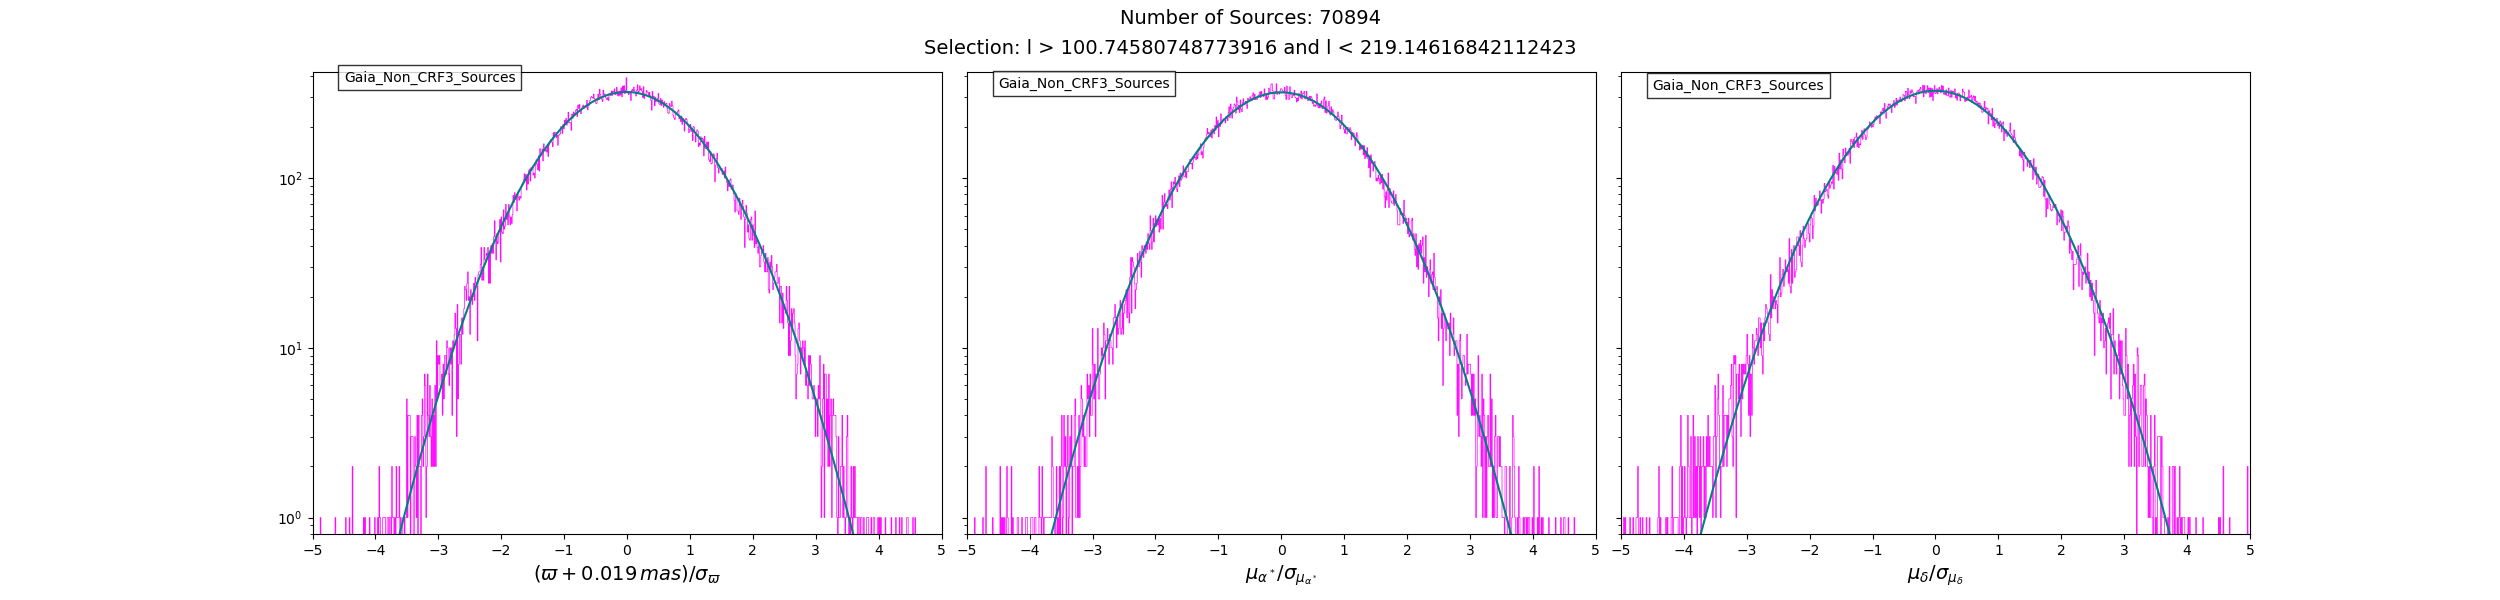 Number of Sources: 70894
Selection: l > 100.74580748773916 and l < 219.14616842112423
Gaia_Non_CRF3_Sources
Gaia_Non_CRF3_Sources
Gaia_Non_CRF3_Sources
10²
10¹
10⁰
−5 −4 −3 −2 −1 0 1 2 3 4 5
−5 −4 −3 −2 −1 0 1 2 3 4 5
−5 −4 −3 −2 −1 0 1 2 3 4 5
(ϖ + 0.019 mas)/σ_ϖ
μ_α*/σ_μ_α*
μ_δ/σ_μ_δ